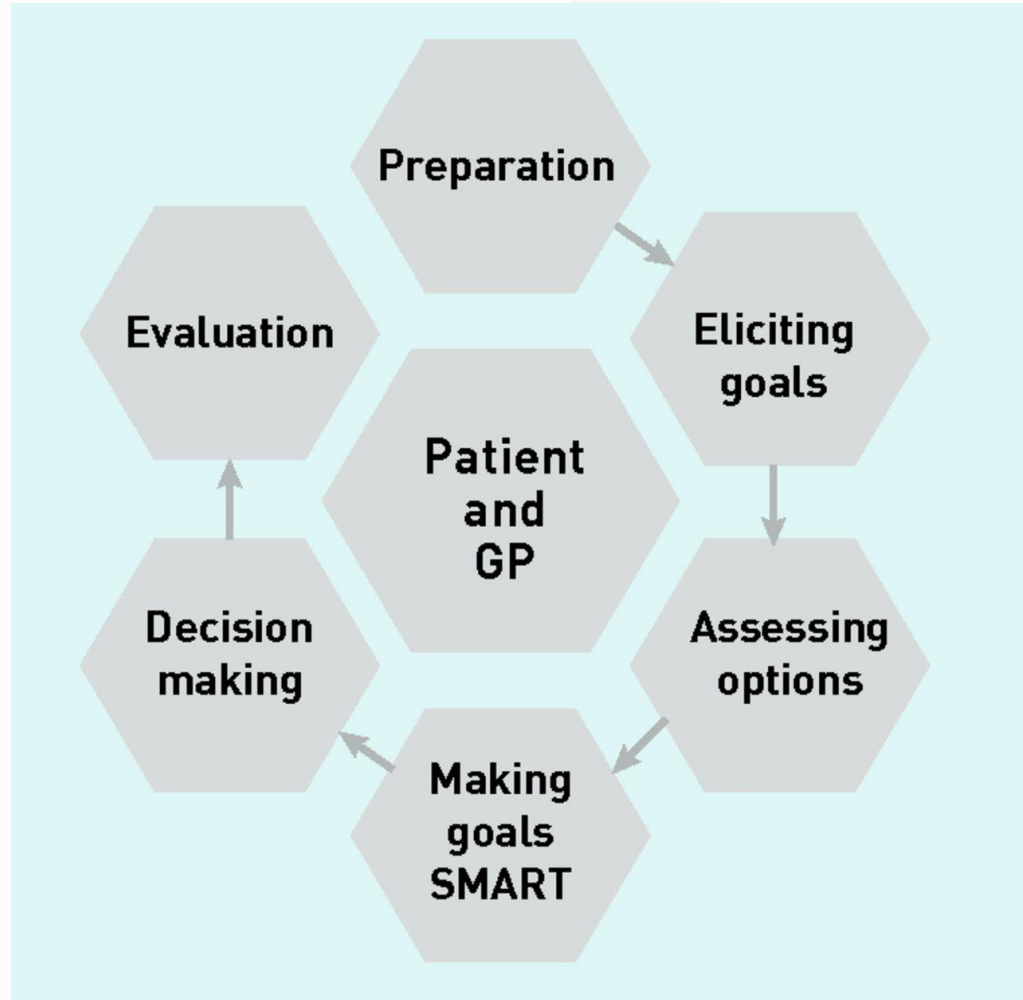 Preparation
Eliciting
goals
Assessing
options
Making
goals
SMART
Decision
making
Evaluation
Patient
and
GP